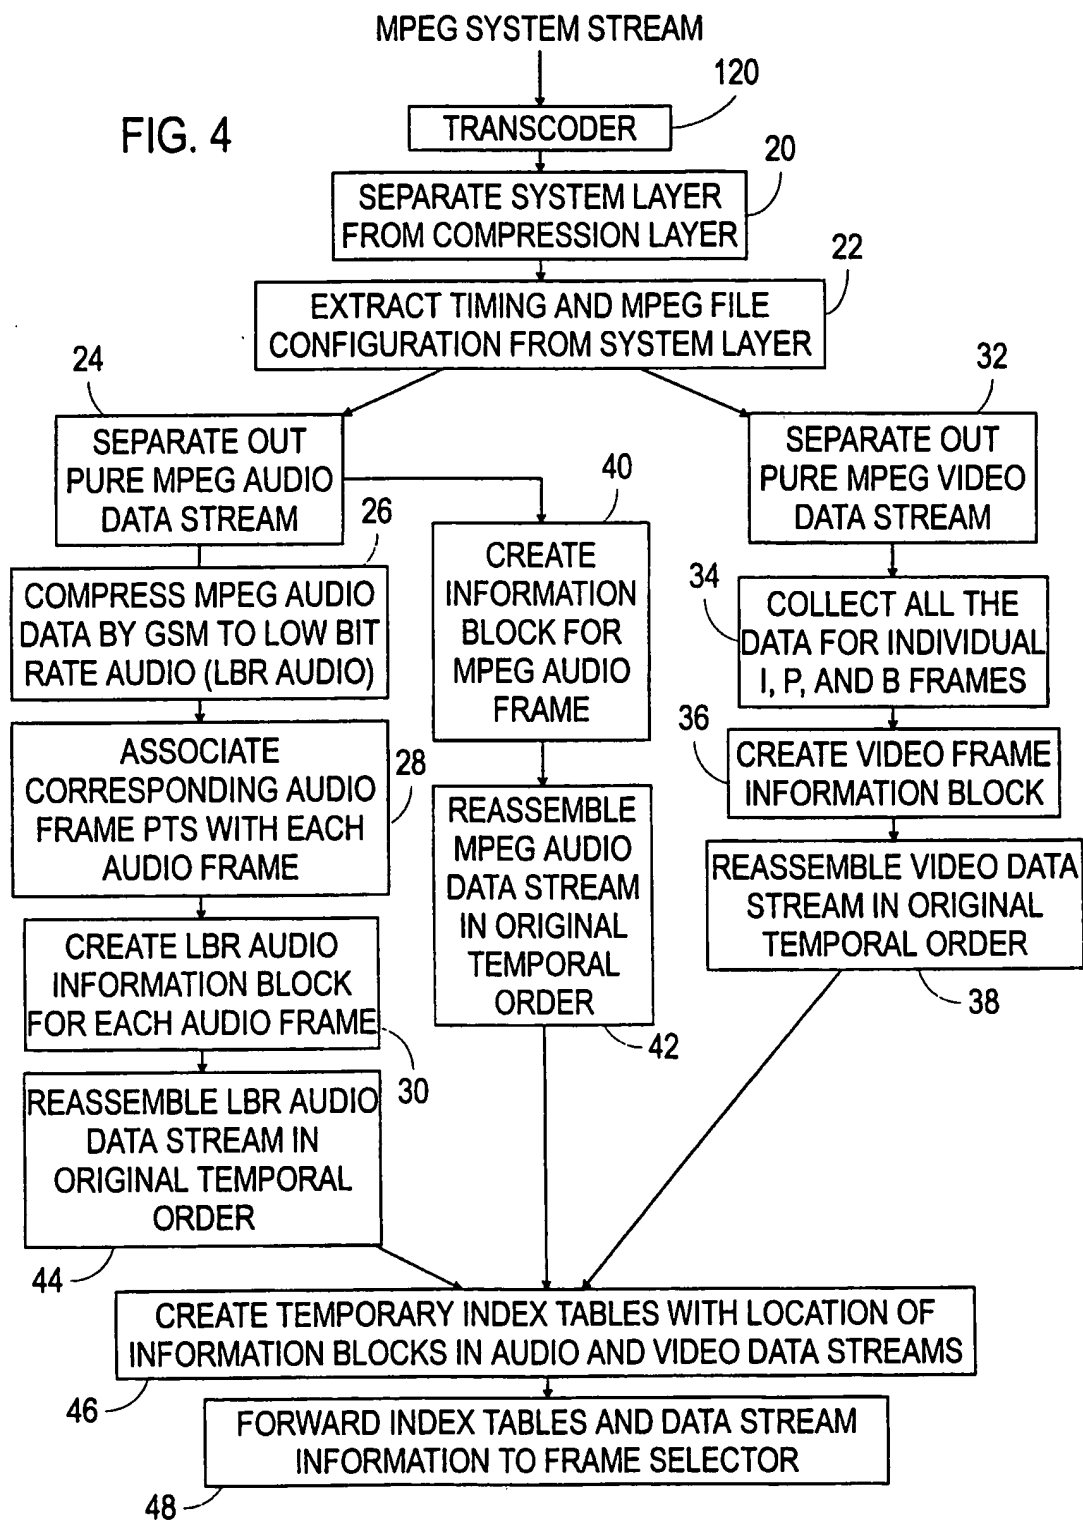 MPEG SYSTEM STREAM
120
FIG. 4
TRANSCODER
20
SEPARATE SYSTEM LAYER
FROM COMPRESSION LAYER
22
EXTRACT TIMING AND MPEG FILE
CONFIGURATION FROM SYSTEM LAYER
24
SEPARATE OUT
PURE MPEG AUDIO
DATA STREAM
26
COMPRESS MPEG AUDIO
DATA BY GSM TO LOW BIT
RATE AUDIO (LBR AUDIO)
28
ASSOCIATE
CORRESPONDING AUDIO
FRAME PTS WITH EACH
AUDIO FRAME
CREATE LBR AUDIO
INFORMATION BLOCK
FOR EACH AUDIO FRAME
30
REASSEMBLE LBR AUDIO
DATA STREAM IN
ORIGINAL TEMPORAL
ORDER
44
40
CREATE
INFORMATION
BLOCK FOR
MPEG AUDIO
FRAME
REASSEMBLE
MPEG AUDIO
DATA STREAM
IN ORIGINAL
TEMPORAL
ORDER
42
32
SEPARATE OUT
PURE MPEG VIDEO
DATA STREAM
34
COLLECT ALL THE
DATA FOR INDIVIDUAL
I, P, AND B FRAMES
36
CREATE VIDEO FRAME
INFORMATION BLOCK
REASSEMBLE VIDEO DATA
STREAM IN ORIGINAL
TEMPORAL ORDER
38
CREATE TEMPORARY INDEX TABLES WITH LOCATION OF
INFORMATION BLOCKS IN AUDIO AND VIDEO DATA STREAMS
46
FORWARD INDEX TABLES AND DATA STREAM
INFORMATION TO FRAME SELECTOR
48